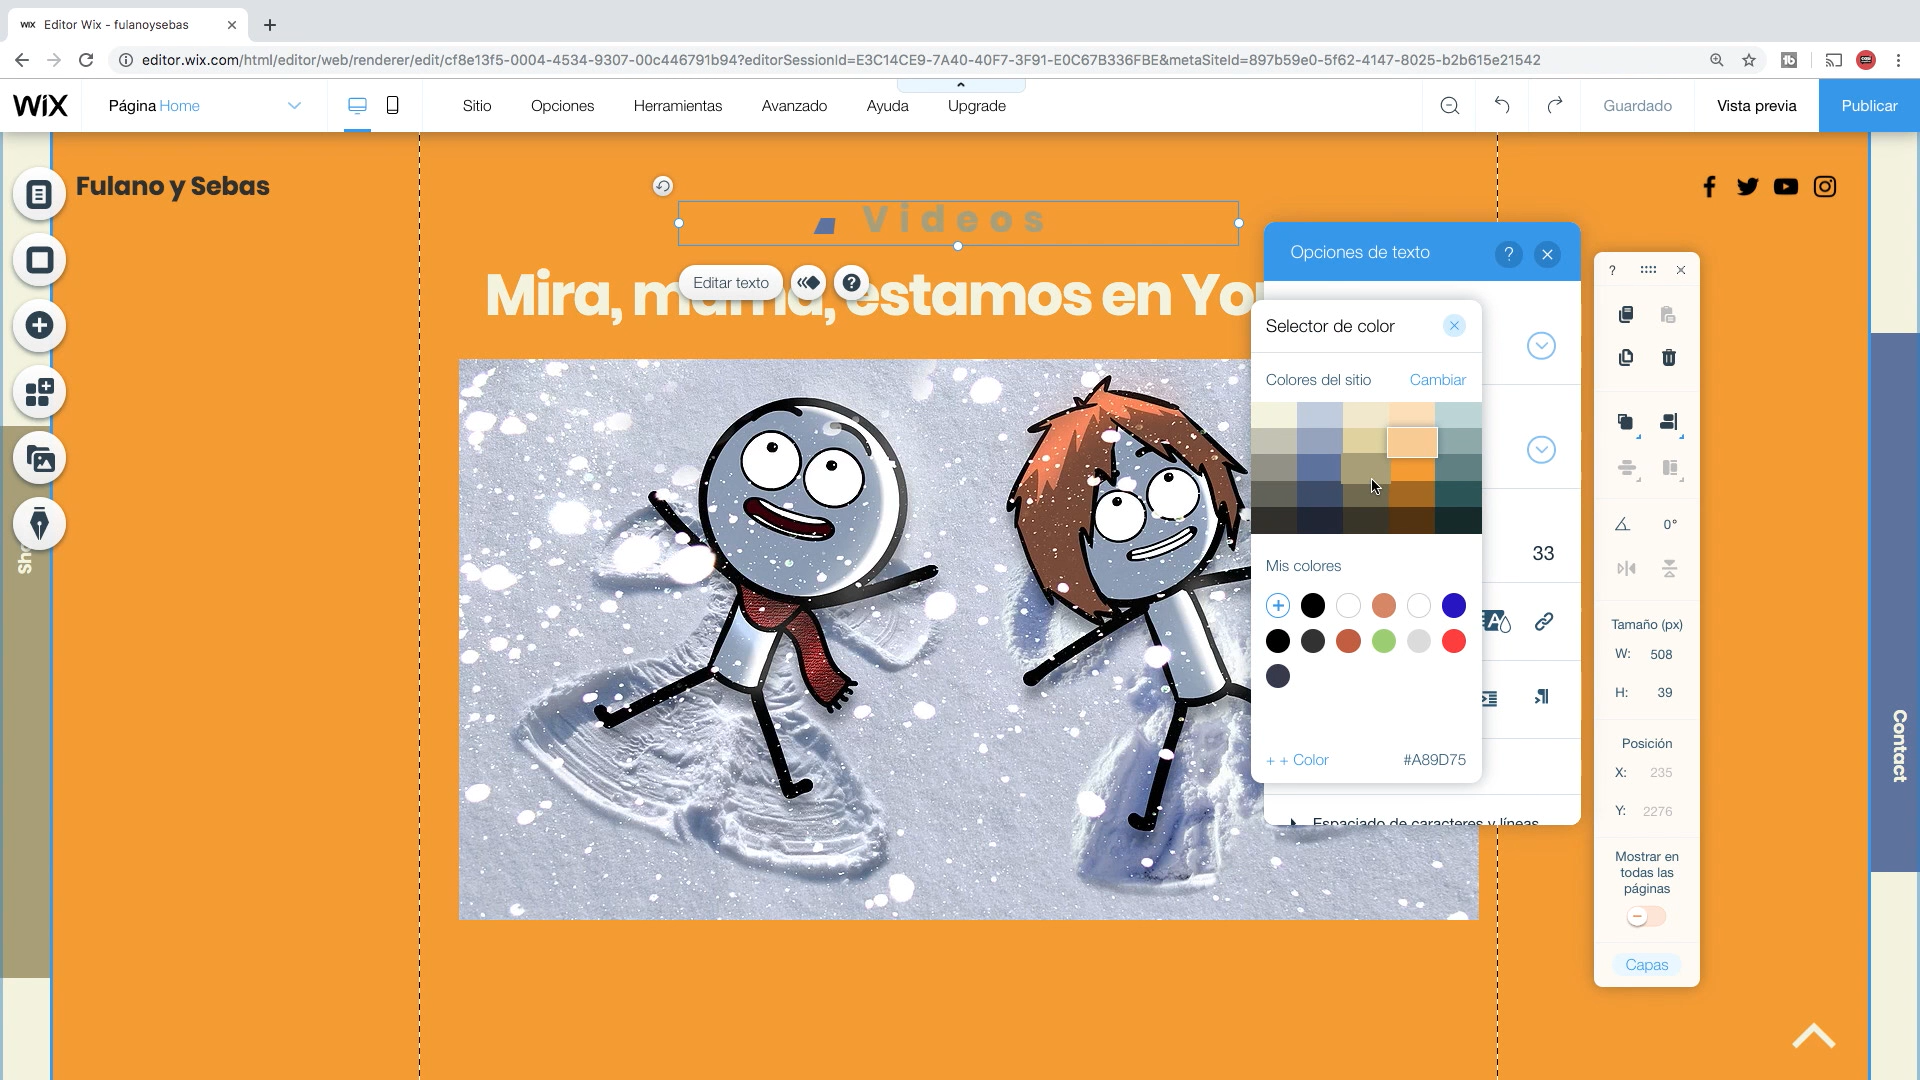 WIX Editor Wix - fulanoysebas
editor.wix.com/html/editor/web/renderer/edit/cf8e13f5-0004-4534-9307-00c446791b94?editorSessionId=E3C14CE9-7A40-40F7-3F91-E0C67B336FBE&metaSiteId=897b59e0-5f62-4147-8025-b2b615e21542
WiX Página Home Sitio Opciones Herramientas Avanzado Ayuda Upgrade Guardado Vista previa Publicar
Fulano y Sebas
Videos
Opciones de texto ?
? 
Editar texto ?
Mira, mamá, estamos en Yo
Selector de color
Colores del sitio Cambiar
33
0°
Mis colores
A
Tamaño (px)
W: 508
H: 39
Posición
X: 235
Y: 2276
+ + Color #A89D75
Espaciado de caracteres y líneas
Mostrar en
todas las
páginas
Capas
Sho
Contact